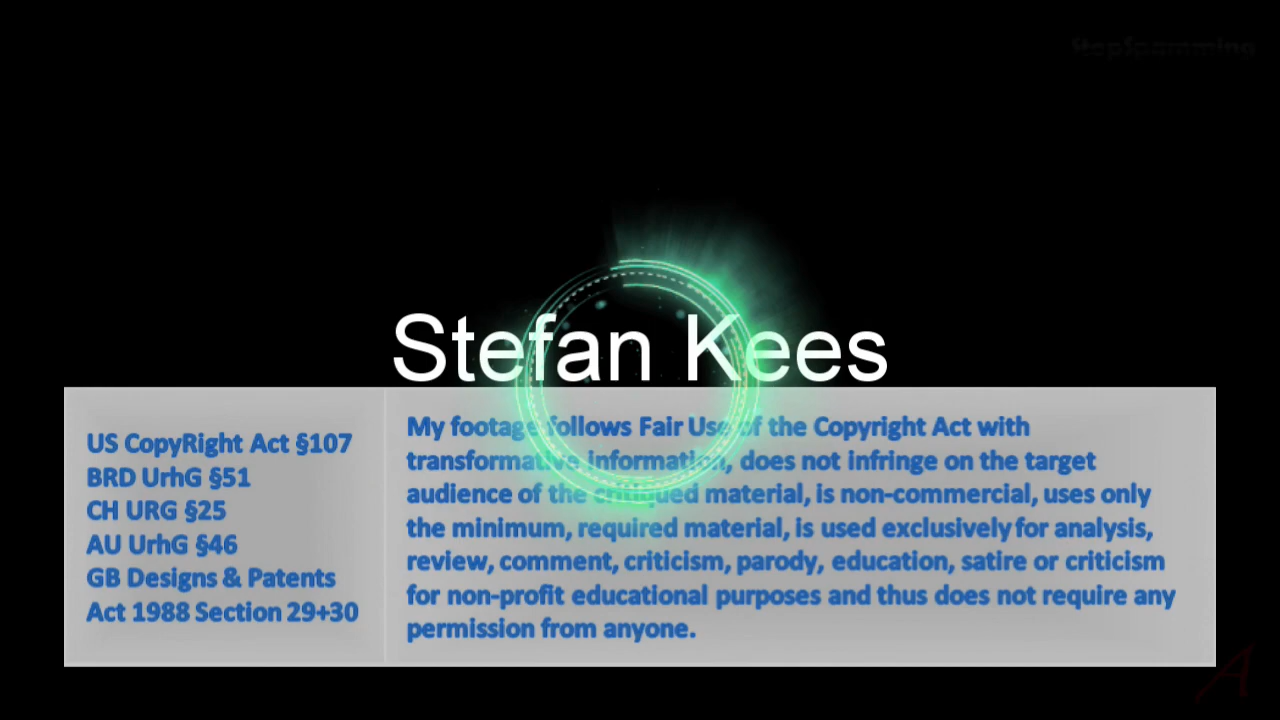 StopSpamming
Stefan Kees
US CopyRight Act §107
BRD UrhG §51
CH URG §25
AU UrhG §46
GB Designs & Patents
Act 1988 Section 29+30
My footage follows Fair Use of the Copyright Act with
transformative information, does not infringe on the target
audience of the critiqued material, is non-commercial, uses only
the minimum, required material, is used exclusively for analysis,
review, comment, criticism, parody, education, satire or criticism
for non-profit educational purposes and thus does not require any
permission from anyone.
A